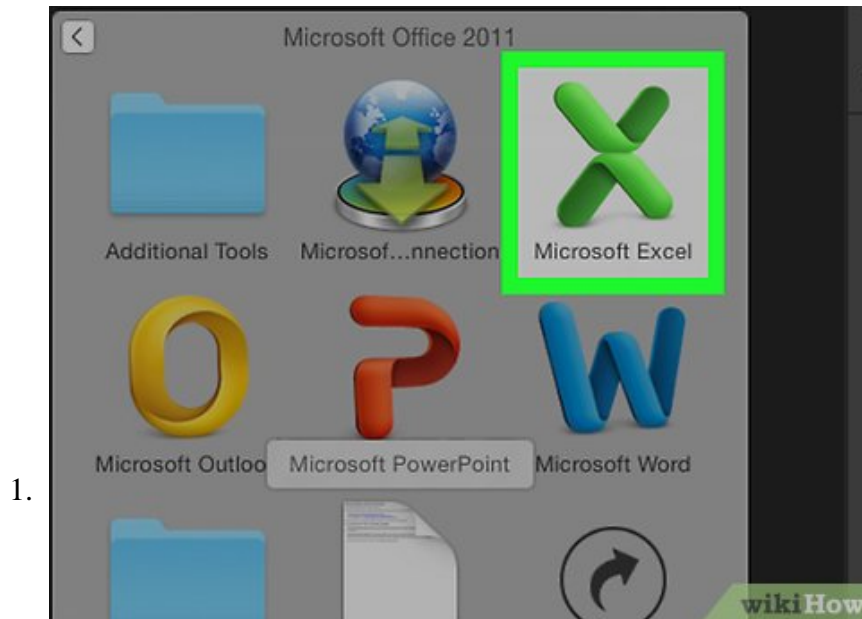 Microsoft Office 2011
Additional Tools
Microsof...nnection
Microsoft Excel
Microsoft Outloo
Microsoft PowerPoint
Microsoft Word
1.
wikiHow